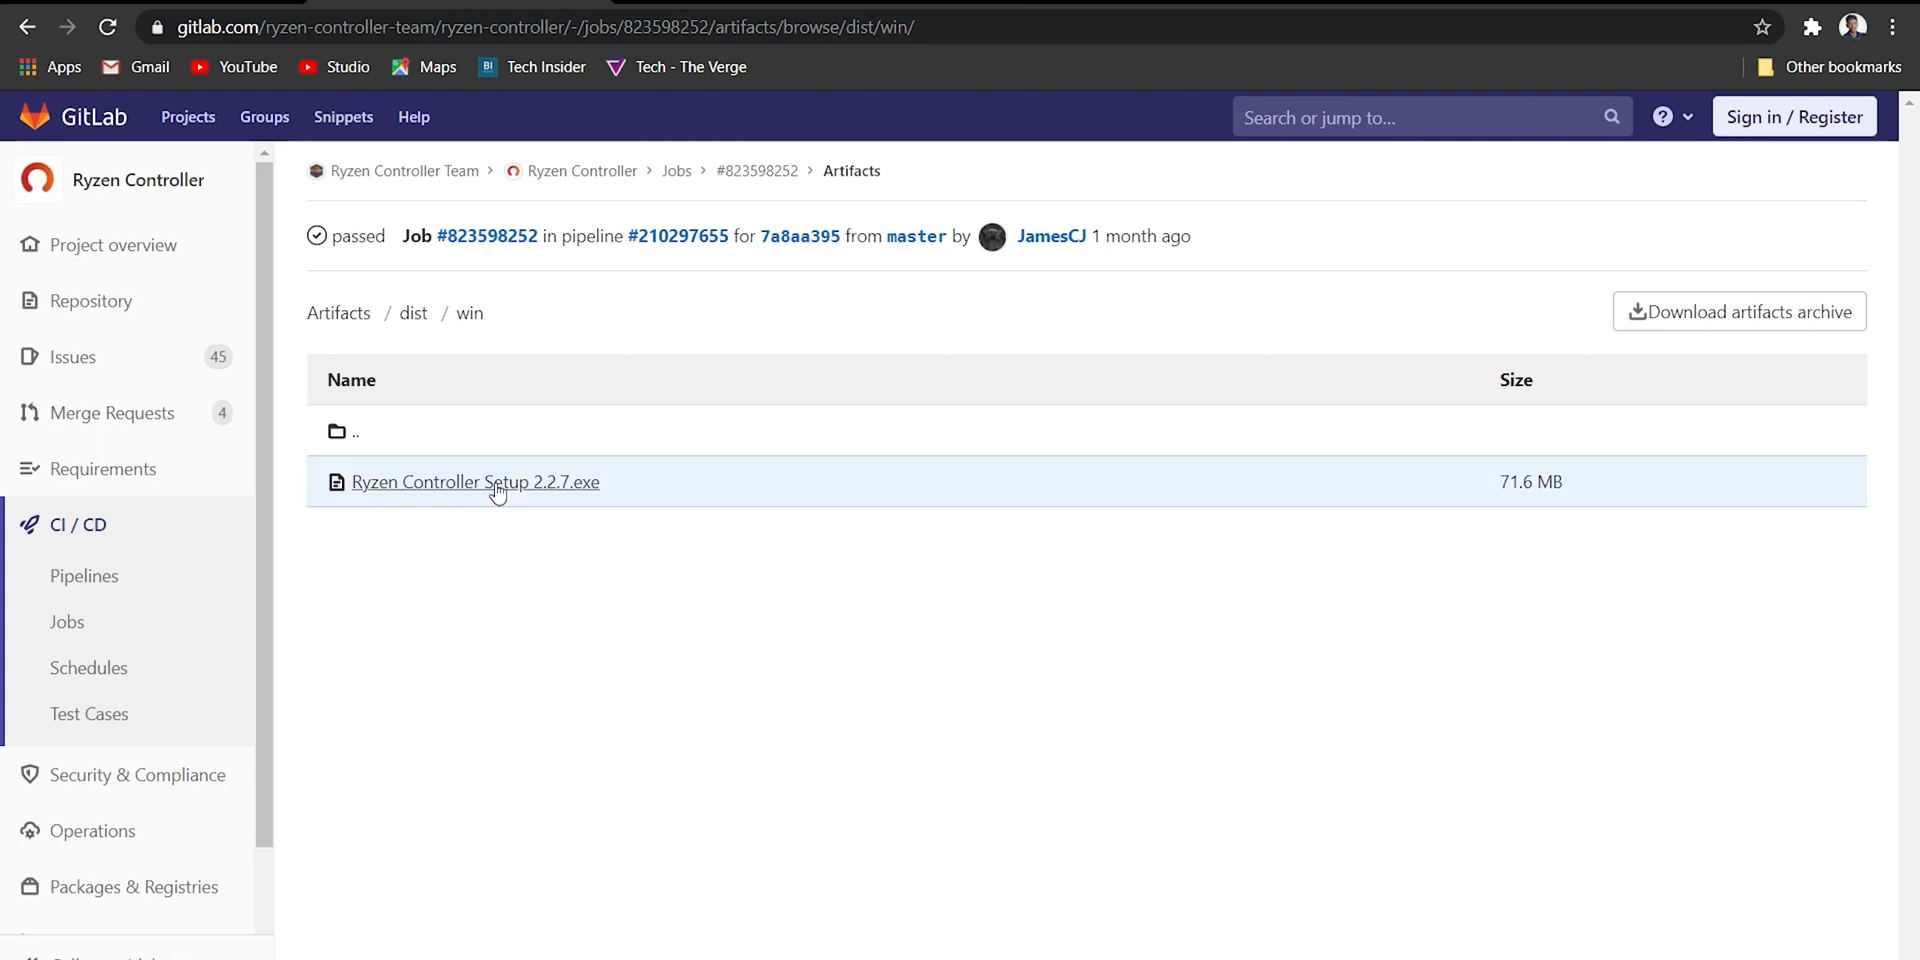 gitlab.com/ryzen-controller-team/ryzen-controller/-/jobs/823598252/artifacts/browse/dist/win/
Apps Gmail YouTube Studio Maps BI Tech Insider Tech - The Verge Other bookmarks
GitLab Projects Groups Snippets Help Search or jump to... ? Sign in / Register
Ryzen Controller
Project overview
Repository
Issues 45
Merge Requests 4
Requirements
CI / CD
Pipelines
Jobs
Schedules
Test Cases
Security & Compliance
Operations
Packages & Registries
Ryzen Controller Team > Ryzen Controller > Jobs > #823598252 > Artifacts
passed Job #823598252 in pipeline #210297655 for 7a8aa395 from master by JamesCJ 1 month ago
Artifacts / dist / win Download artifacts archive
Name Size
..
Ryzen Controller Setup 2.2.7.exe 71.6 MB